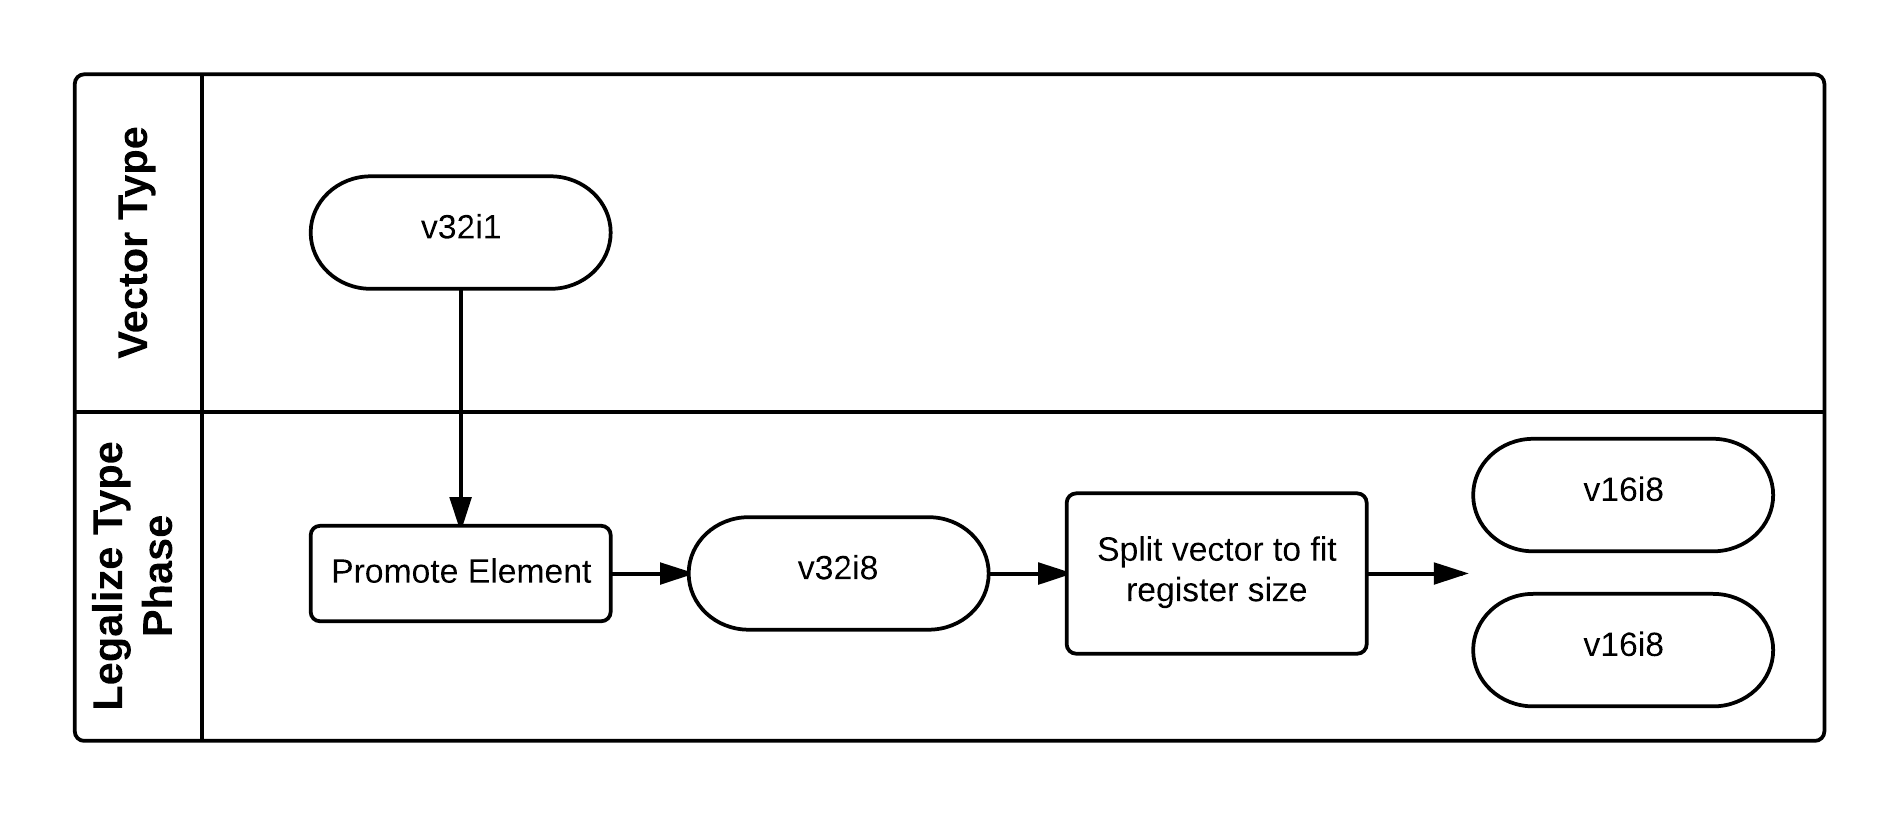 Vector Type
v32i1
Legalize Type
Phase
Promote Element
v32i8
Split vector to fit
register size
v16i8
v16i8